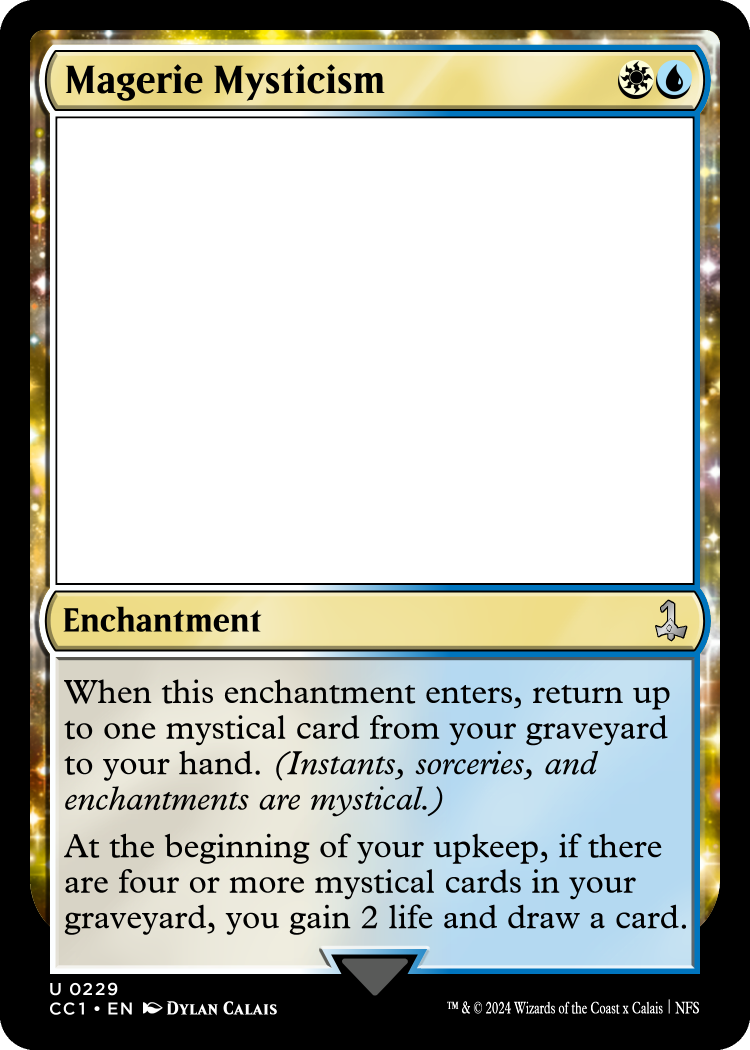 Magerie Mysticism
Enchantment
When this enchantment enters, return up
to one mystical card from your graveyard
to your hand. (Instants, sorceries, and
enchantments are mystical.)
At the beginning of your upkeep, if there
are four or more mystical cards in your
graveyard, you gain 2 life and draw a card.
U 0229
CC1 • EN Dylan Calais
™ & © 2024 Wizards of the Coast x Calais | NFS